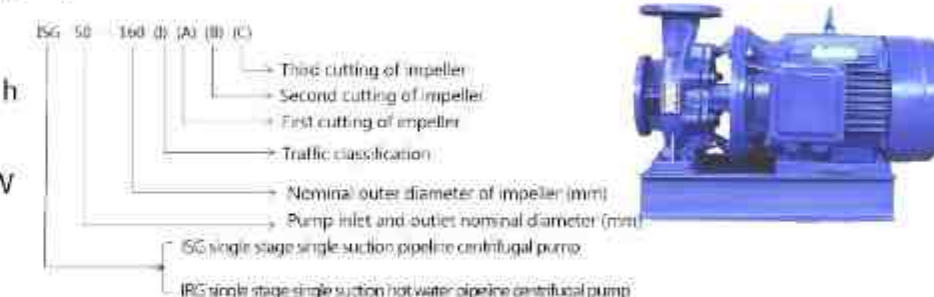 ISG 50 160 (I) (A) (B) (C)
Third cutting of impeller
h
Second cutting of impeller
First cutting of impeller
Traffic classification
W
Nominal outer diameter of impeller (mm)
Pump inlet and outlet nominal diameter (mm)
ISG single stage single suction pipeline centrifugal pump
IRG single stage single suction hot water pipeline centrifugal pump